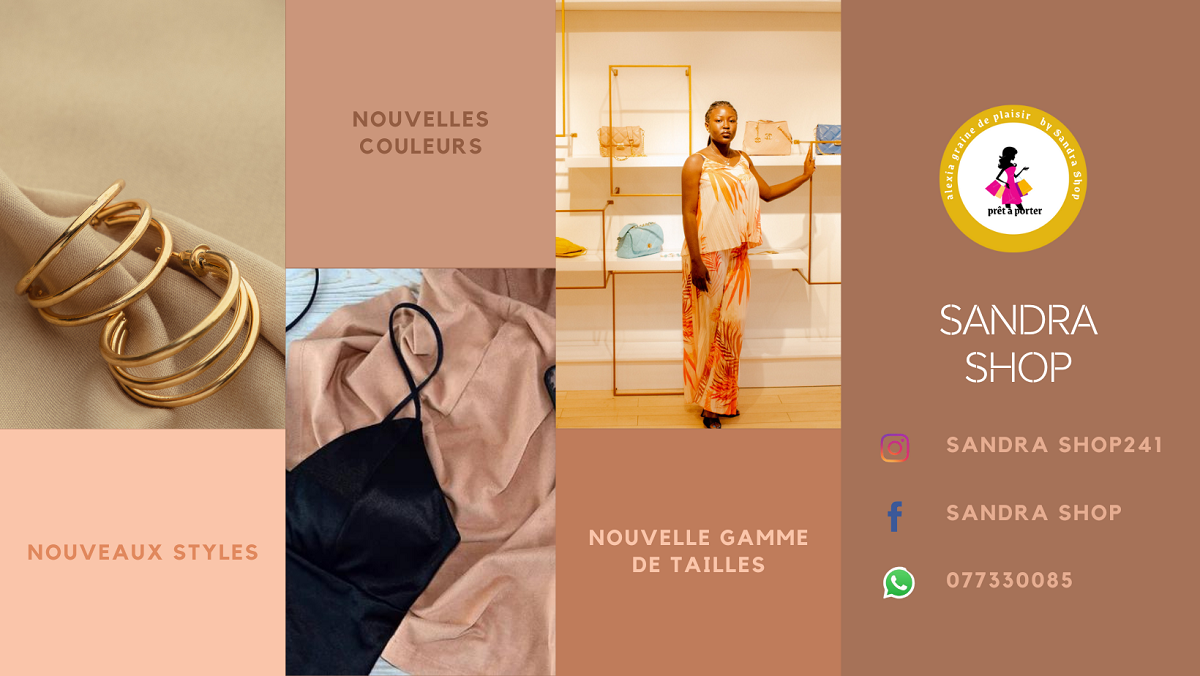 NOUVEAUX STYLES
NOUVELLES
COULEURS
NOUVELLE GAMME
DE TAILLES
alexia graine de plaisir by Sandra Shop
prêt à porter
SANDRA
SHOP
SANDRA SHOP241
SANDRA SHOP
077330085